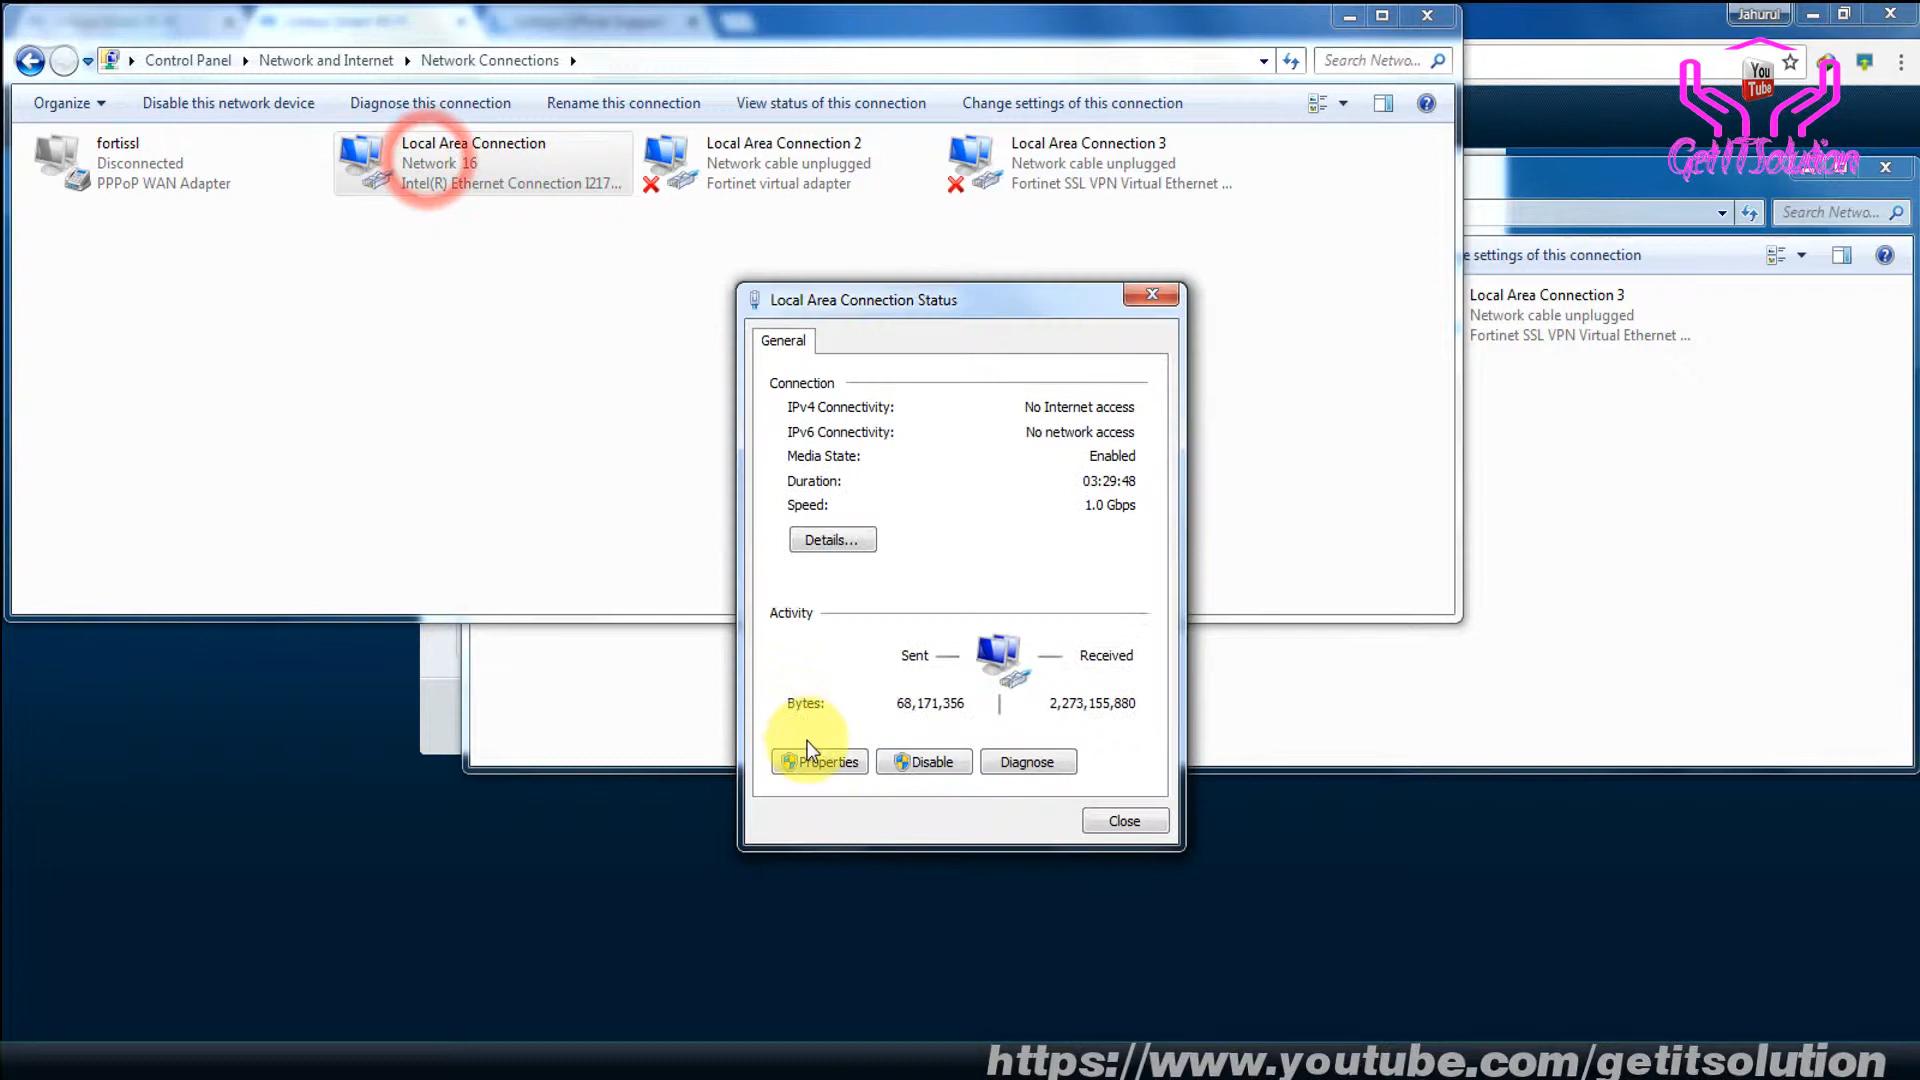 Jahurul
Control Panel Network and Internet Network Connections
Search Netwo...
Organize Disable this network device Diagnose this connection Rename this connection View status of this connection Change settings of this connection
fortissl
Disconnected
PPPoP WAN Adapter
Local Area Connection
Network 16
Intel(R) Ethernet Connection I217...
Local Area Connection 2
Network cable unplugged
Fortinet virtual adapter
Local Area Connection 3
Network cable unplugged
Fortinet SSL VPN Virtual Ethernet ...
You
Tube
GetITSolution
Search Netwo...
e settings of this connection
Local Area Connection 3
Network cable unplugged
Fortinet SSL VPN Virtual Ethernet ...
Local Area Connection Status
General
Connection
IPv4 Connectivity: No Internet access
IPv6 Connectivity: No network access
Media State: Enabled
Duration: 03:29:48
Speed: 1.0 Gbps
Details...
Activity
Sent Received
Bytes: 68,171,356 2,273,155,880
Properties Disable Diagnose
Close
https://www.youtube.com/getitsolution